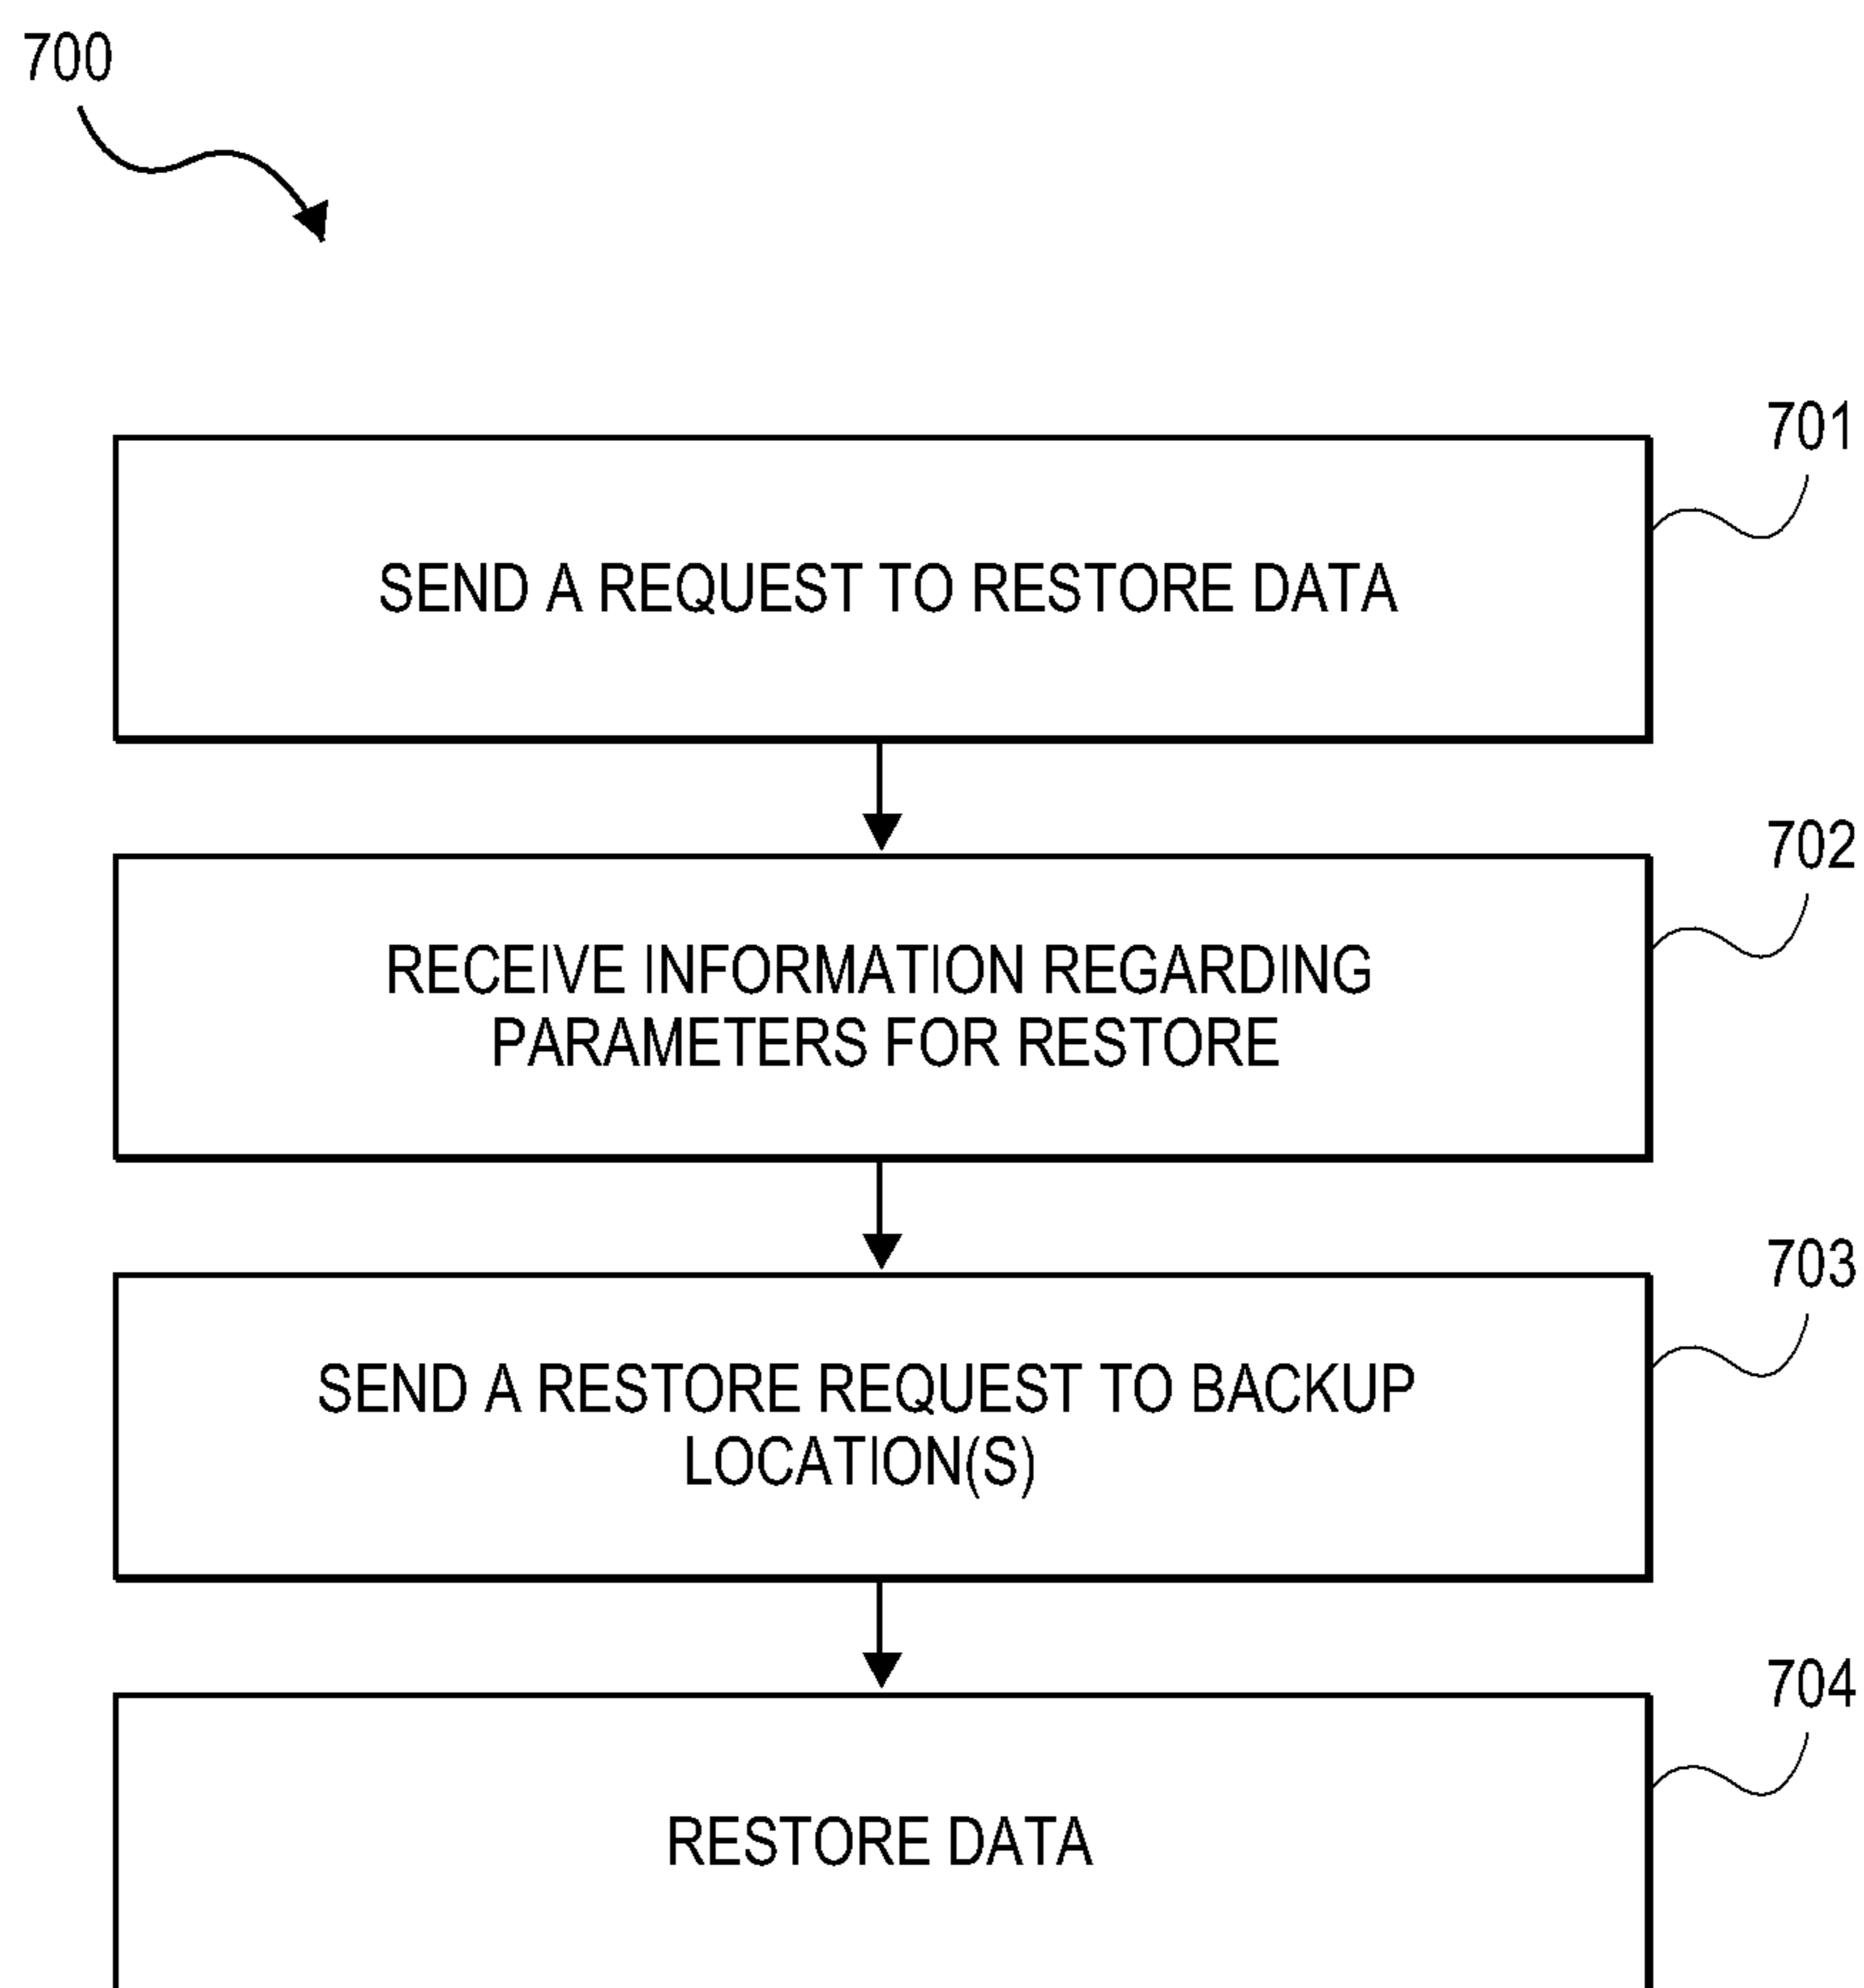 700
701
SEND A REQUEST TO RESTORE DATA
702
RECEIVE INFORMATION REGARDING
PARAMETERS FOR RESTORE
703
SEND A RESTORE REQUEST TO BACKUP
LOCATION(S)
704
RESTORE DATA